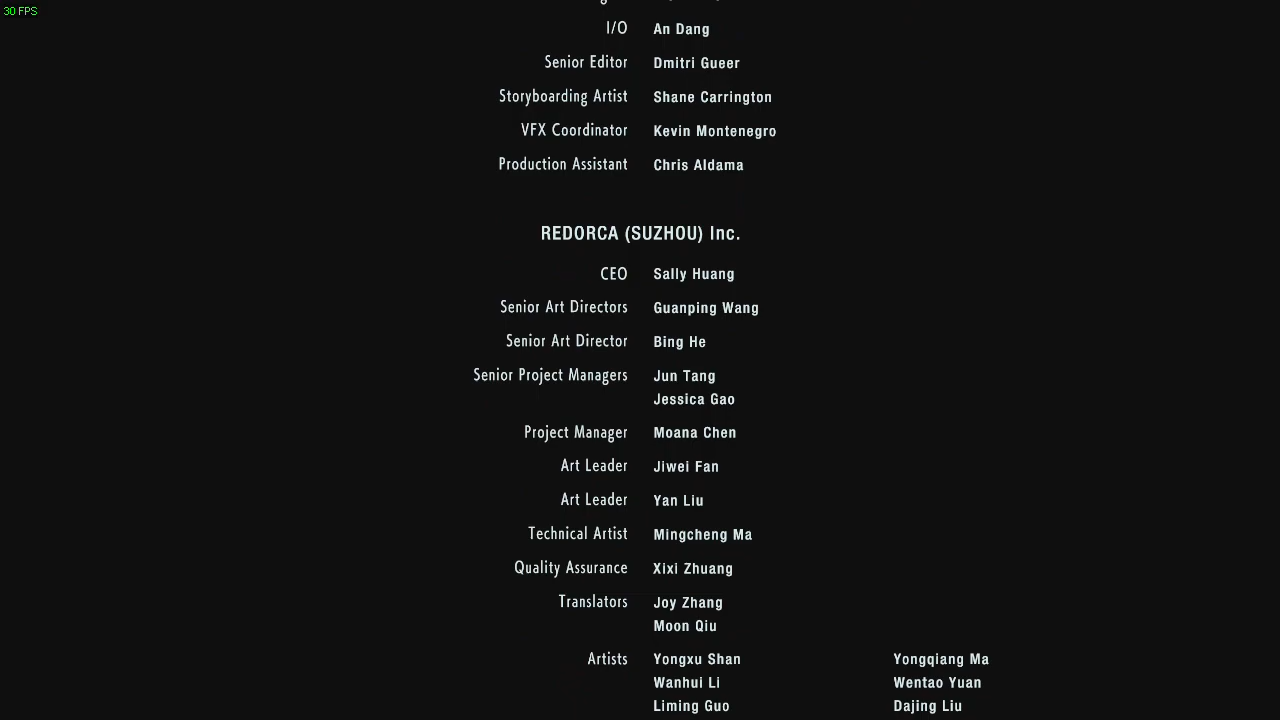 30 FPS
I/O An Dang
Senior Editor Dmitri Gueer
Storyboarding Artist Shane Carrington
VFX Coordinator Kevin Montenegro
Production Assistant Chris Aldama
REDORCA (SUZHOU) Inc.
CEO Sally Huang
Senior Art Directors Guanping Wang
Senior Art Director Bing He
Senior Project Managers Jun Tang
Jessica Gao
Project Manager Moana Chen
Art Leader Jiwei Fan
Art Leader Yan Liu
Technical Artist Mingcheng Ma
Quality Assurance Xixi Zhuang
Translators Joy Zhang
Moon Qiu
Artists Yongxu Shan Yongqiang Ma
Wanhui Li Wentao Yuan
Liming Guo Dajing Liu